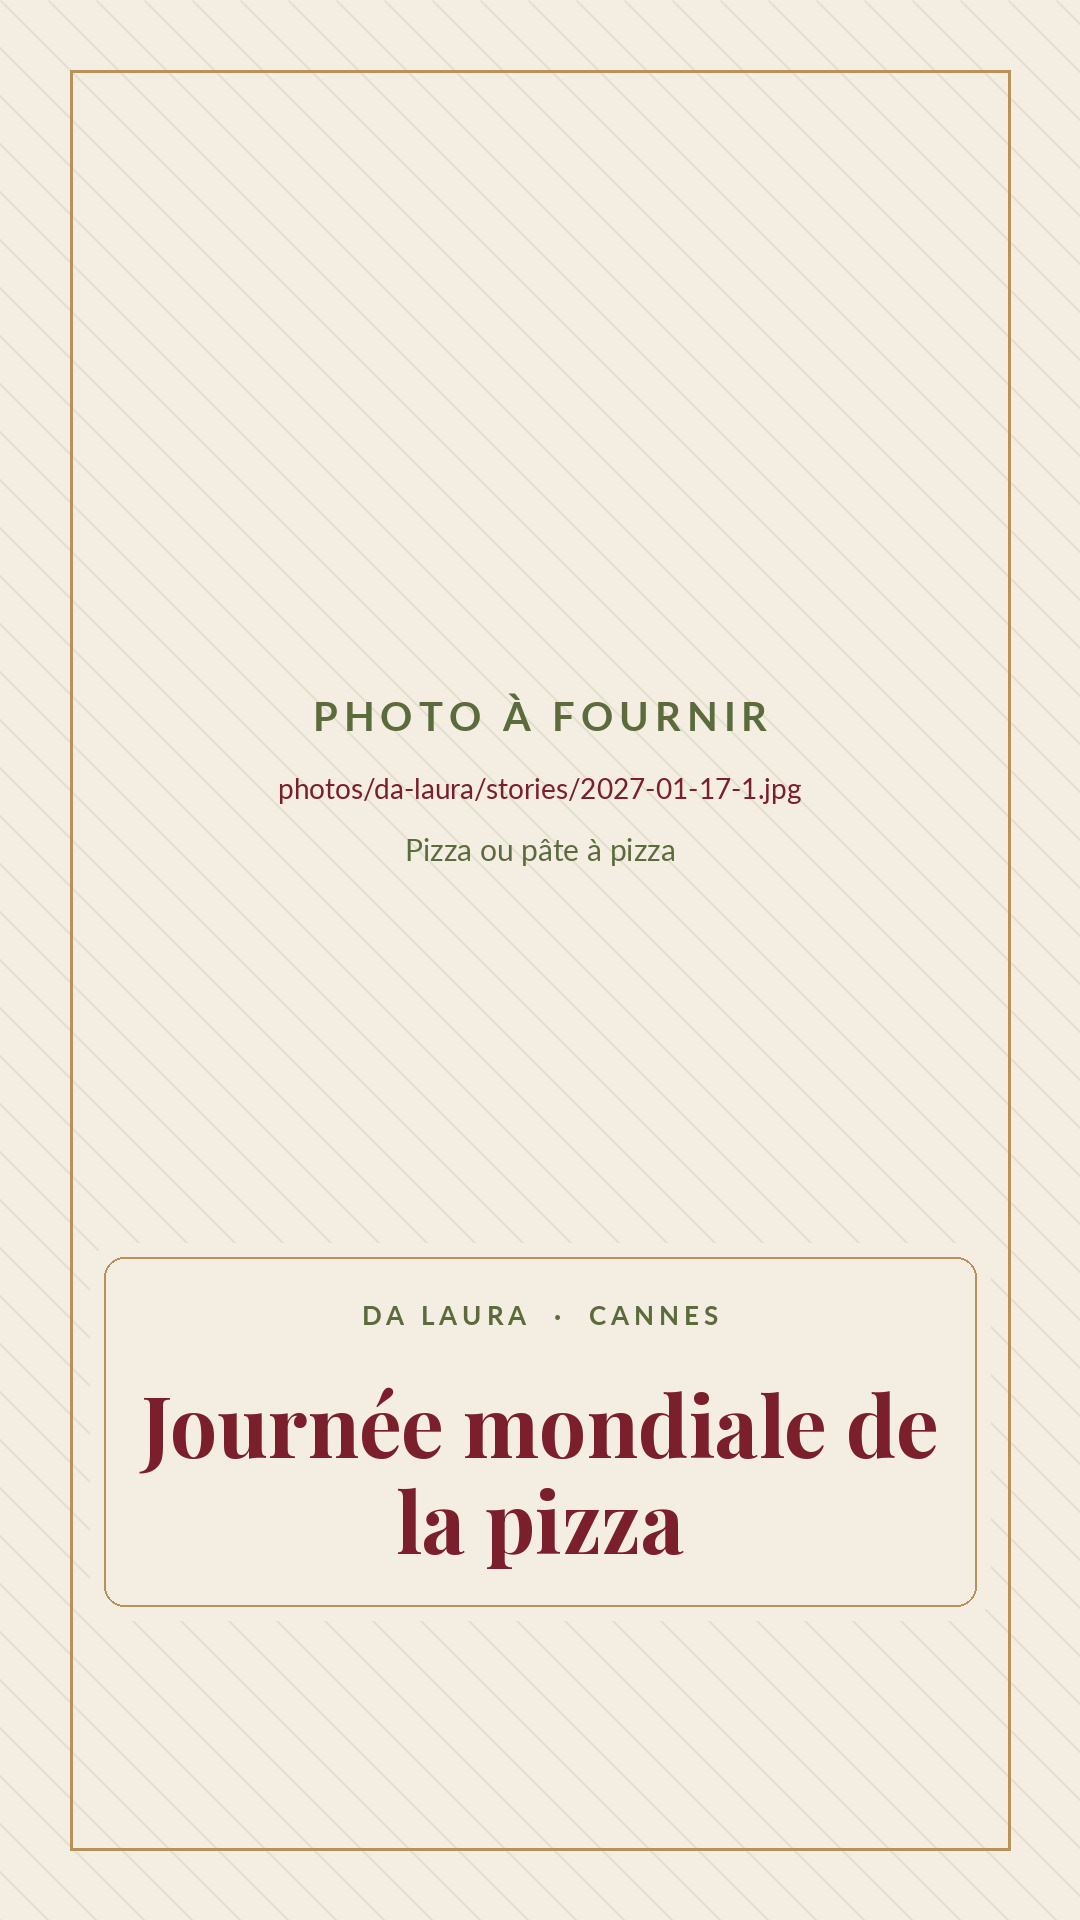 PHOTO À FOURNIR
photos/da-laura/stories/2027-01-17-1.jpg
Pizza ou pâte à pizza
DA LAURA · CANNES
Journée mondiale de
la pizza